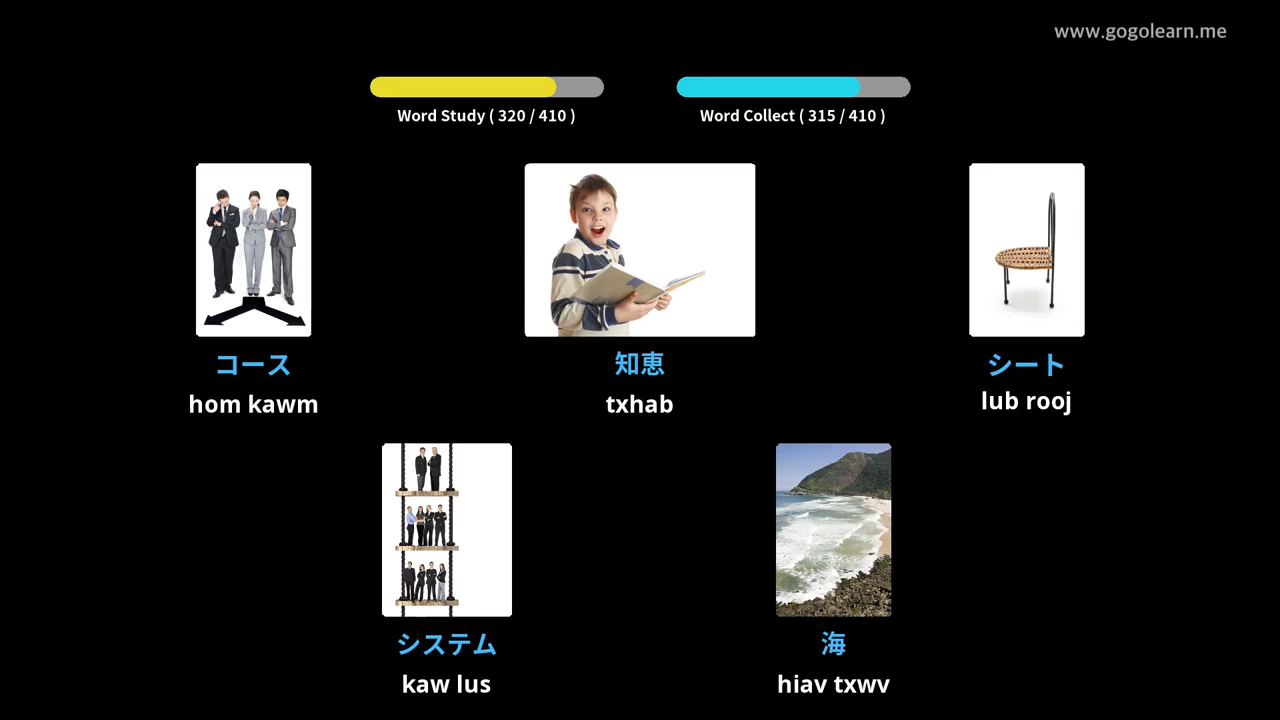 www.gogolearn.me
Word Study ( 320 / 410 )
Word Collect ( 315 / 410 )
コース
知恵
シート
hom kawm
txhab
lub rooj
システム
海
kaw lus
hiav txwv